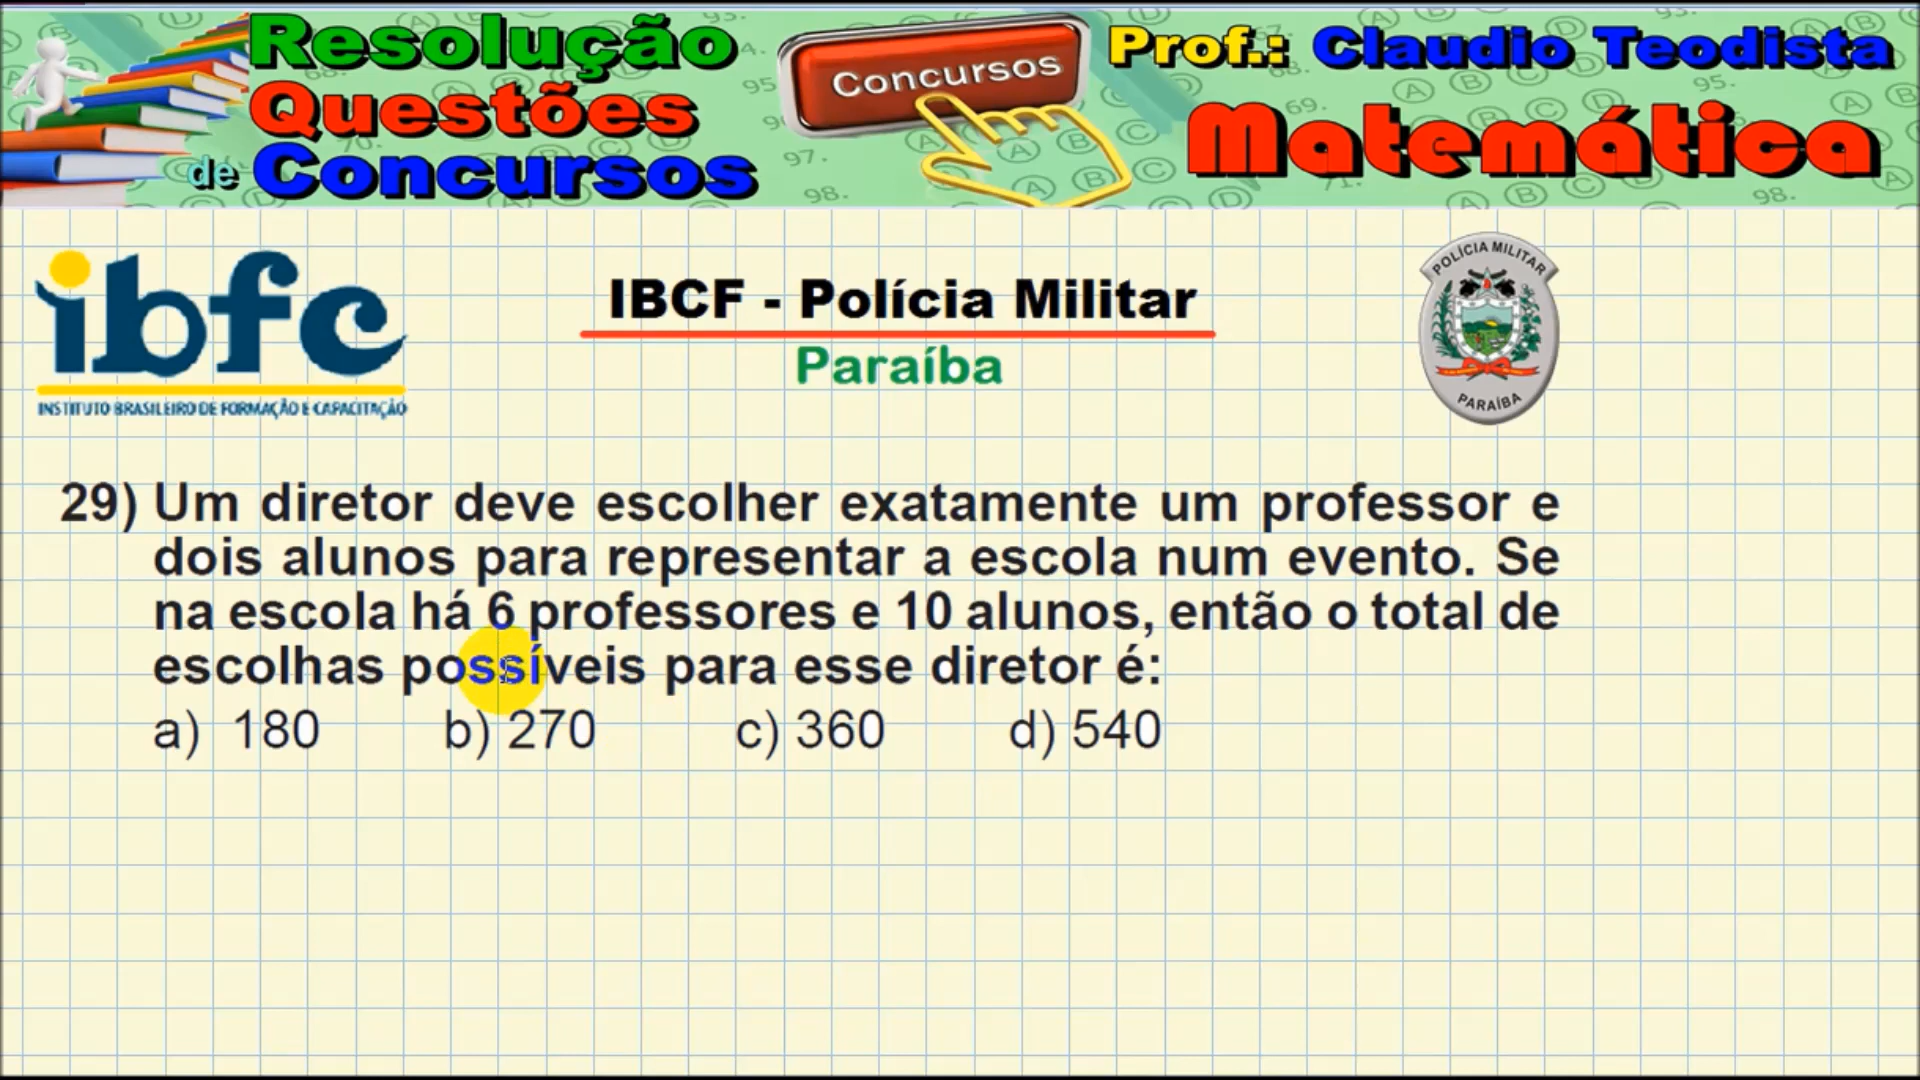 Resolução
Questões
de Concursos
Concursos
Prof.: Claudio Teodista
Matemática
ibfc
INSTITUTO BRASILEIRO DE FORMAÇÃO E CAPACITAÇÃO
IBCF - Polícia Militar
Paraíba
POLÍCIA MILITAR
PARAÍBA
29) Um diretor deve escolher exatamente um professor e
dois alunos para representar a escola num evento. Se
na escola há 6 professores e 10 alunos, então o total de
escolhas possíveis para esse diretor é:
a) 180 b) 270 c) 360 d) 540